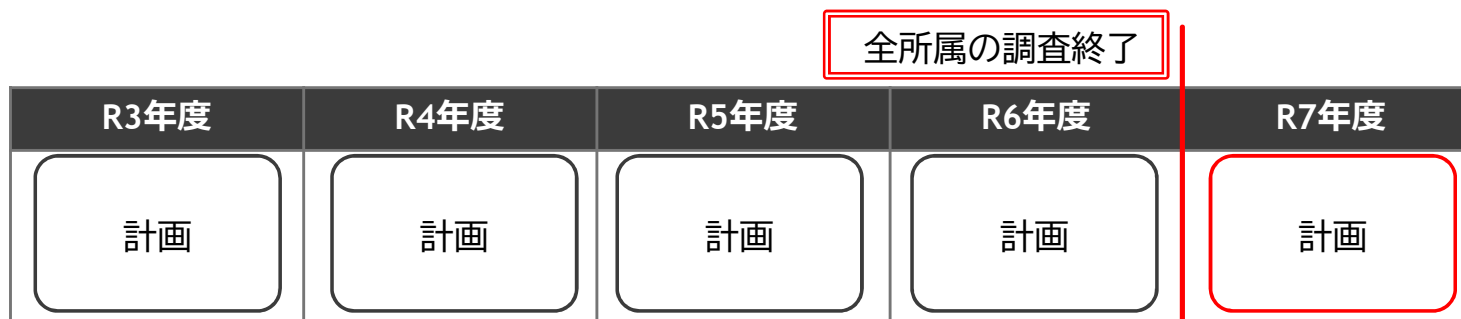 全所属の調査終了
R3年度 R4年度 R5年度 R6年度 R7年度
計画 計画 計画 計画 計画